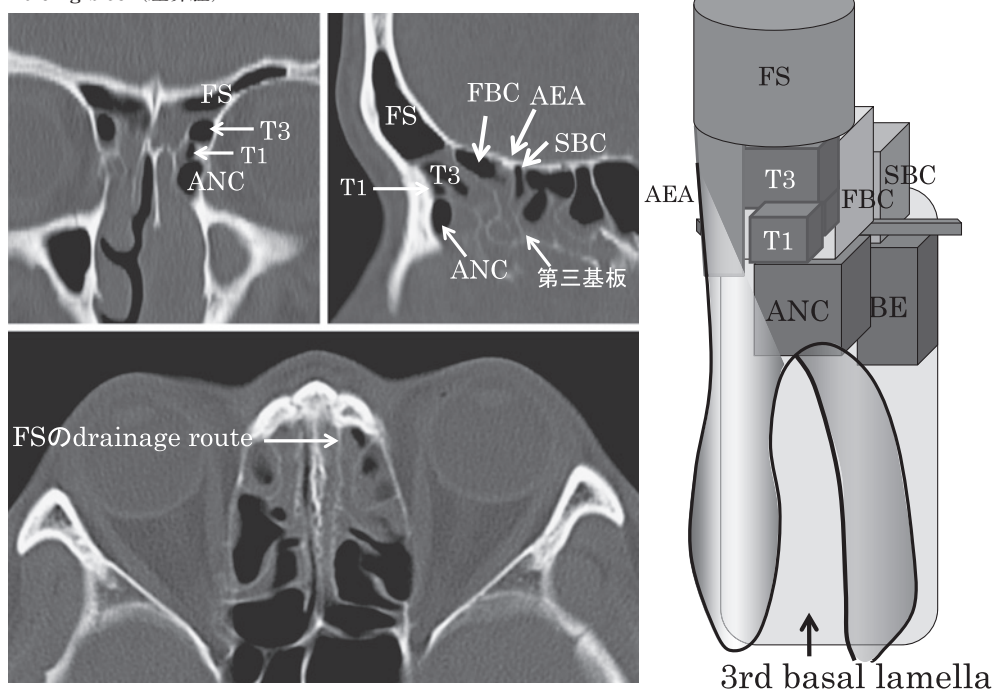 FS
T3
T1
ANC
FS
FBC
AEA
SBC
T1
T3
ANC
第三基板
FSのdrainage route
FS
T3
AEA
FBC
SBC
T1
ANC
BE
3rd basal lamella